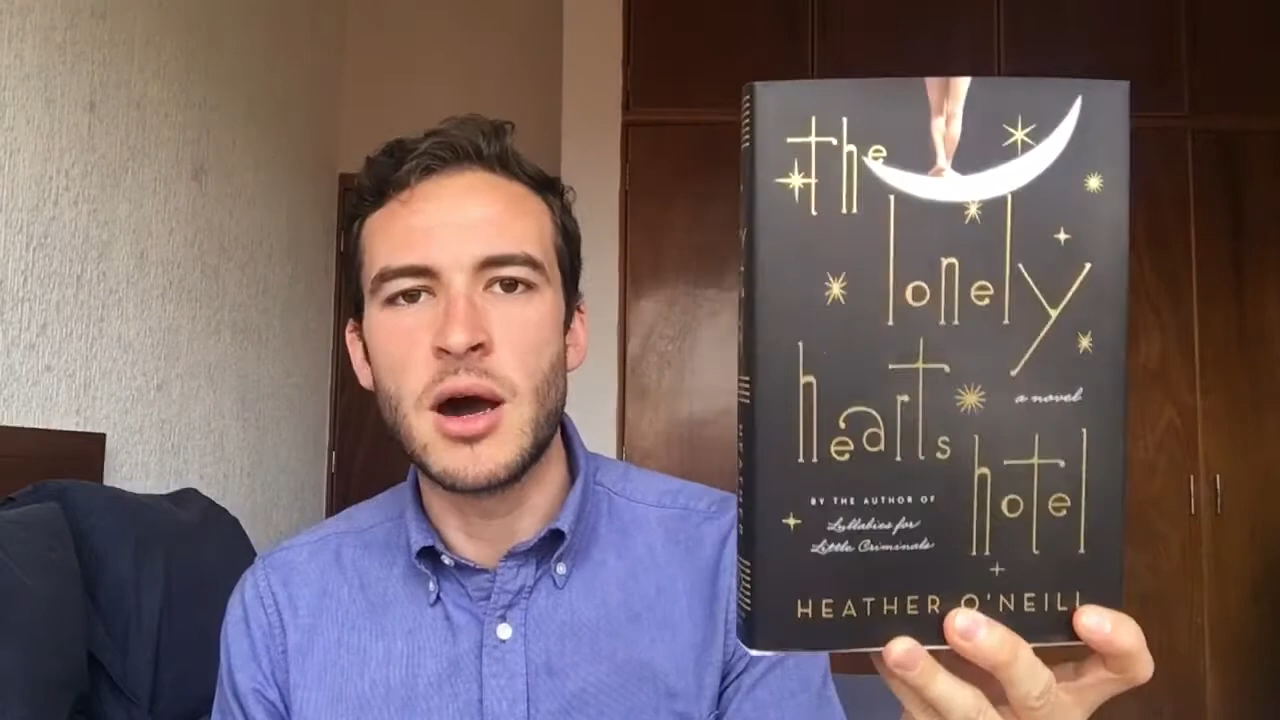 the
lonely
hearts
a novel
hotel
BY THE AUTHOR OF
Lullabies for
Little Criminals
HEATHER O'NEILL